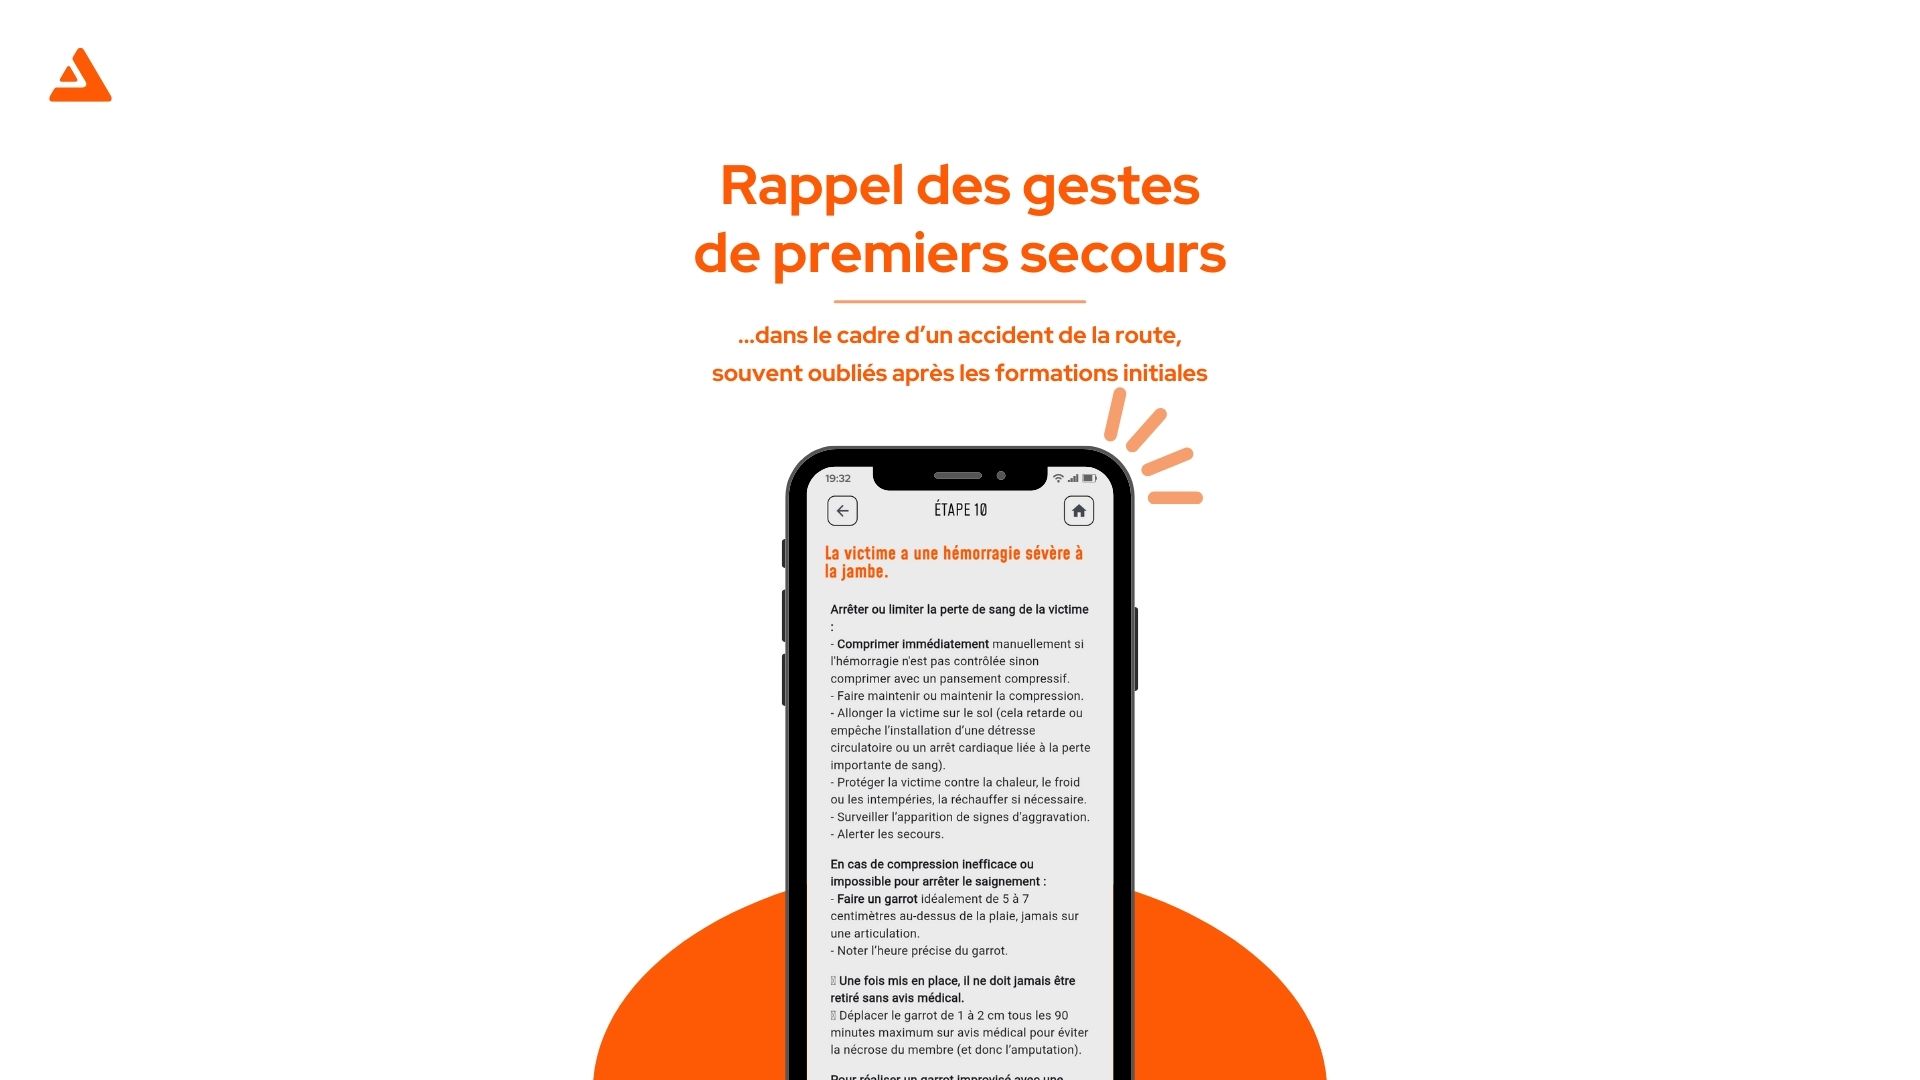 Rappel des gestes
de premiers secours
...dans le cadre d’un accident de la route,
souvent oubliés après les formations initiales
19:32
ÉTAPE 10
La victime a une hémorragie sévère à
la jambe.
Arrêter ou limiter la perte de sang de la victime
:
- Comprimer immédiatement manuellement si
l'hémorragie n'est pas contrôlée sinon
comprimer avec un pansement compressif.
- Faire maintenir ou maintenir la compression.
- Allonger la victime sur le sol (cela retarde ou
empêche l’installation d’une détresse
circulatoire ou un arrêt cardiaque liée à la perte
importante de sang).
- Protéger la victime contre la chaleur, le froid
ou les intempéries, la réchauffer si nécessaire.
- Surveiller l’apparition de signes d’aggravation.
- Alerter les secours.
En cas de compression inefficace ou
impossible pour arrêter le saignement :
- Faire un garrot idéalement de 5 à 7
centimètres au-dessus de la plaie, jamais sur
une articulation.
- Noter l’heure précise du garrot.
Une fois mis en place, il ne doit jamais être
retiré sans avis médical.
Déplacer le garrot de 1 à 2 cm tous les 90
minutes maximum sur avis médical pour éviter
la nécrose du membre (et donc l’amputation).
Pour réaliser un garrot improvisé avec une